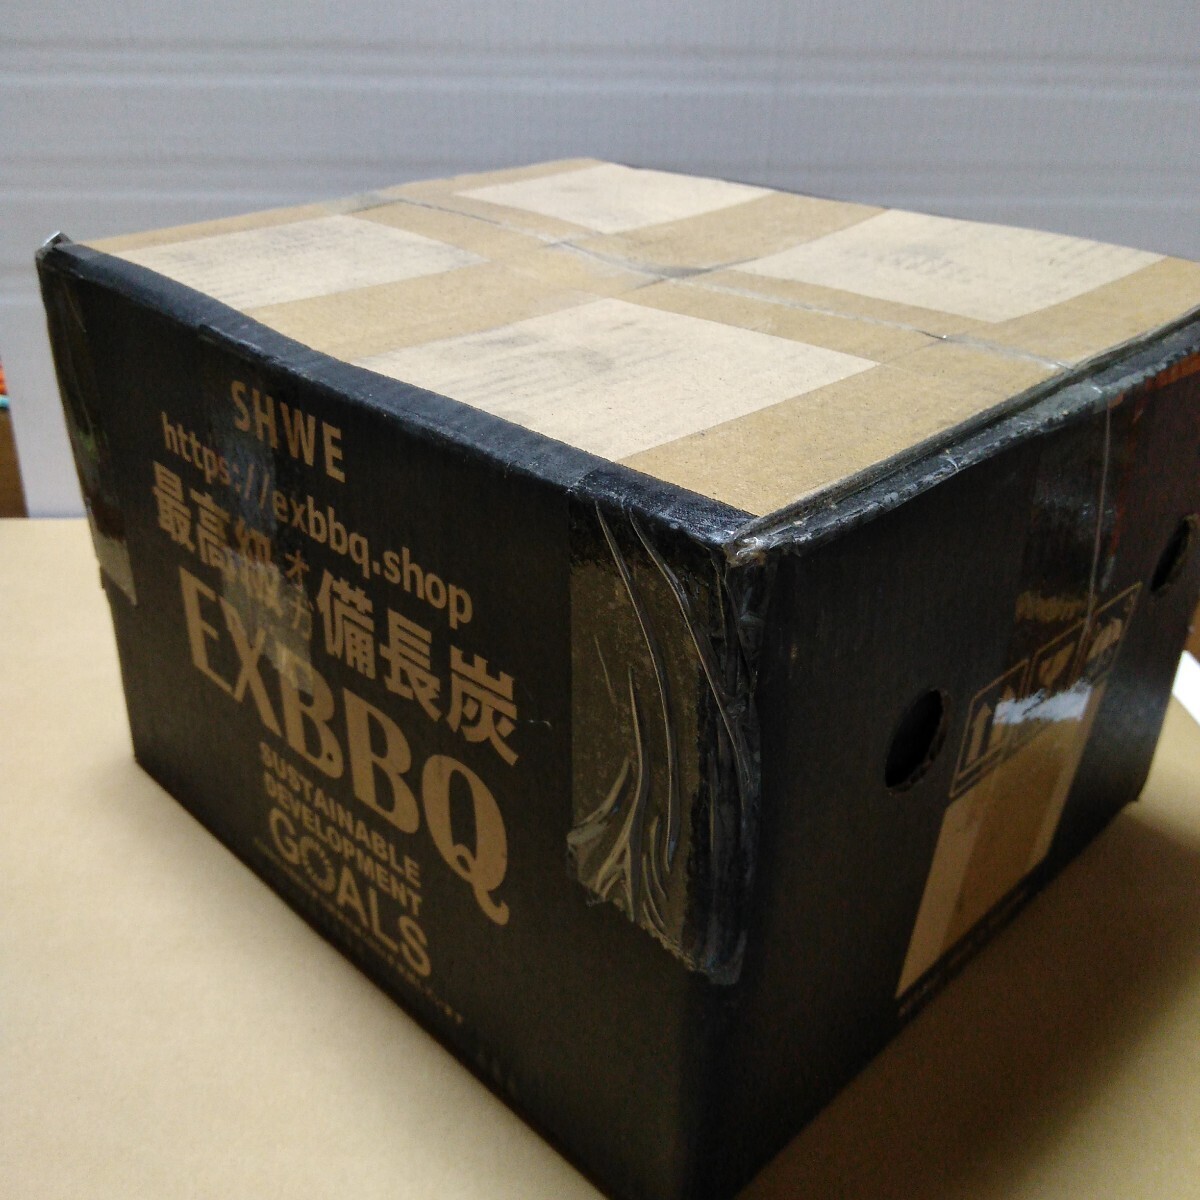 SHWE
https://exbbq.shop
最高級オガ備長炭
EXBBQ
SUSTAINABLE
DEVELOPMENT
GOALS